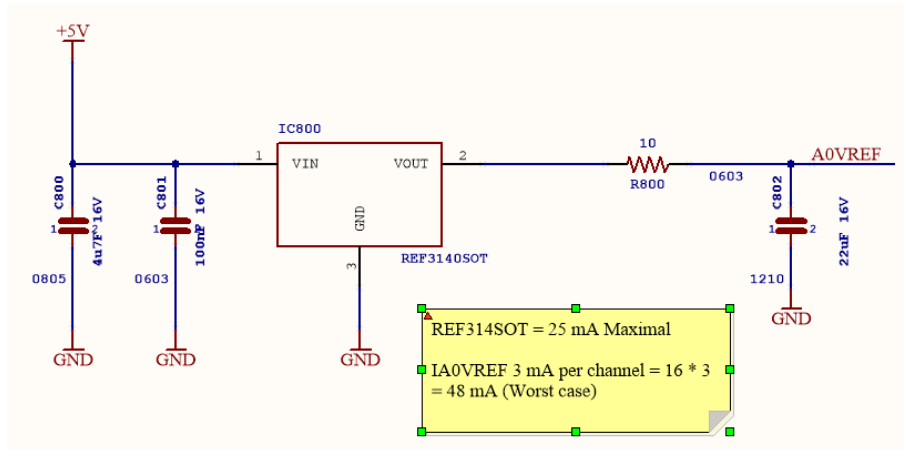 +5V
IC800
1
VIN
VOUT
2
GND
3
REF3140SOT
10
R800
0603
A0VREF
C800
1
2
4u7F 16V
0805
C801
1
100nF 16V
0603
C802
1
2
22uF 16V
1210
GND
GND
GND
GND
REF314SOT = 25 mA Maximal
IA0VREF 3 mA per channel = 16 * 3
= 48 mA (Worst case)